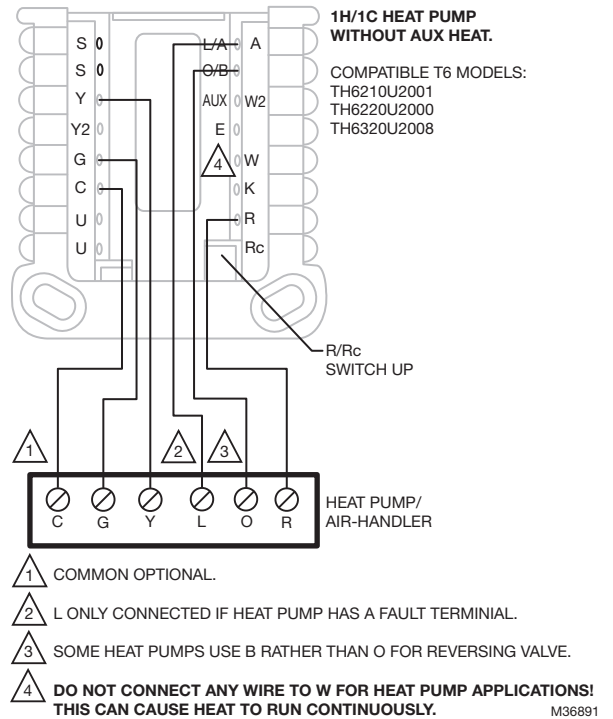 1H/1C HEAT PUMP
WITHOUT AUX HEAT.
COMPATIBLE T6 MODELS:
TH6210U2001
TH6220U2000
TH6320U2008
S
S
Y
Y2
G
C
U
U
L/A A
O/B
AUX W2
E
4 W
K
R
Rc
R/Rc
SWITCH UP
1
2
3
C G Y L O R
HEAT PUMP/
AIR-HANDLER
1 COMMON OPTIONAL.
2 L ONLY CONNECTED IF HEAT PUMP HAS A FAULT TERMINIAL.
3 SOME HEAT PUMPS USE B RATHER THAN O FOR REVERSING VALVE.
4 DO NOT CONNECT ANY WIRE TO W FOR HEAT PUMP APPLICATIONS!
THIS CAN CAUSE HEAT TO RUN CONTINUOUSLY.
M36891